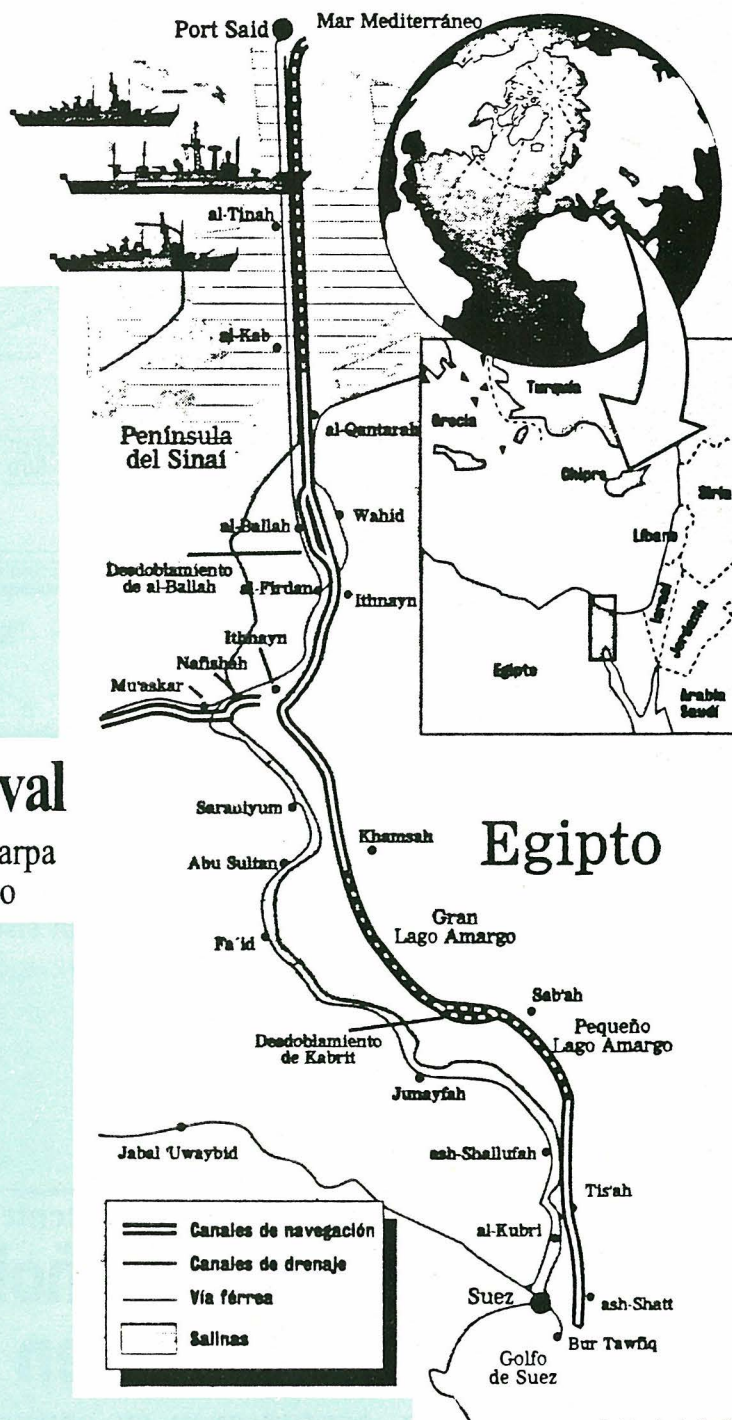 Port Said
Mar Mediterráneo
al-Tinah
al-Kab
al-Qantarah
Península
del Sinaí
Wahid
al-Ballah
Desdoblamiento
de al-Ballah
al-Firdan
Ithnayn
Ithnayn
Nafishah
Mu'askar
Turquía
Grecia
Chipre
Siria
Líbano
Israel
Jordania
Egipto
Arabia
Saudí
val
arpa
o
Sarabiyum
Khamsah
Egipto
Abu Sultan
Gran
Lago Amargo
Fa'id
Sab'ah
Desdoblamiento
de Kabrit
Pequeño
Lago Amargo
Junayfah
Jabal 'Uwaybid
ash-Shallufah
Tis'ah
al-Kubri
Canales de navegación
Canales de drenaje
Vía férrea
Salinas
Suez
ash-Shatt
Bur Tawfiq
Golfo
de Suez